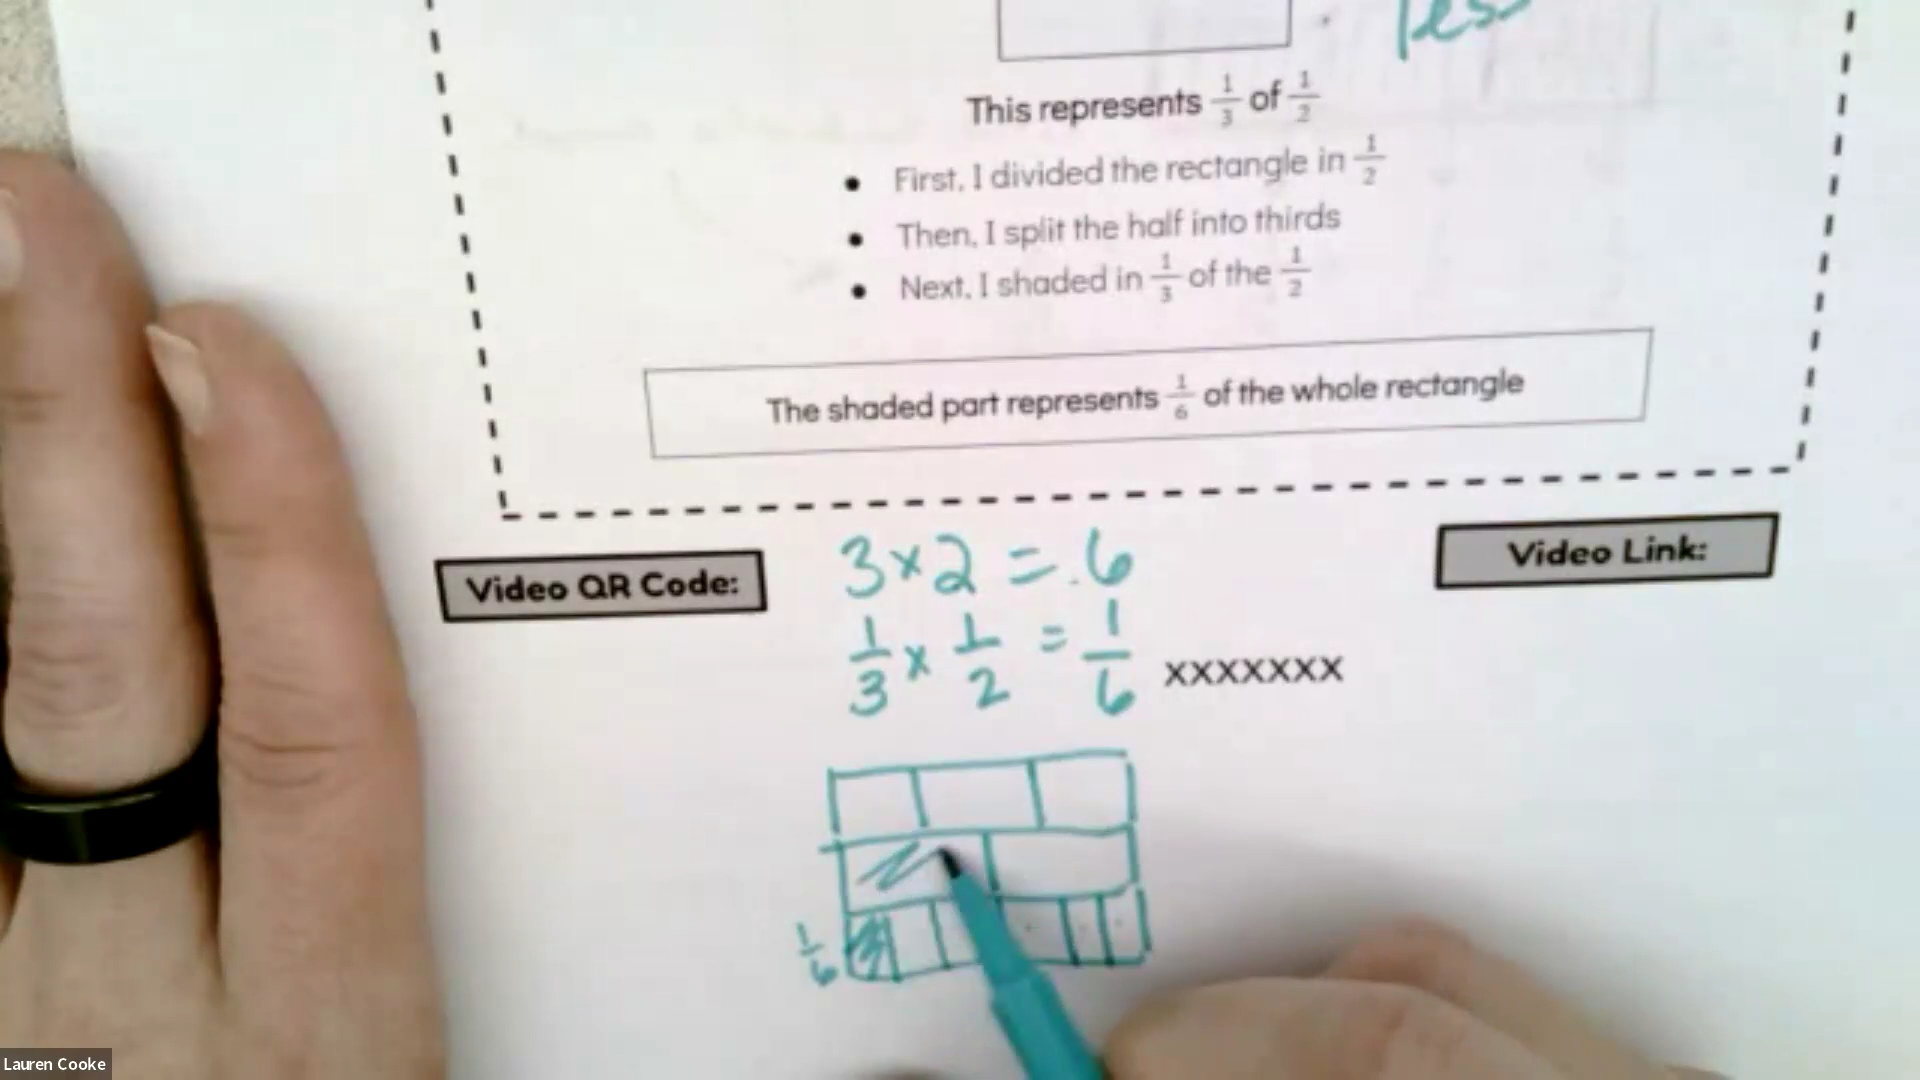 less
This represents 1/3 of 1/2
• First, I divided the rectangle in 1/2
• Then, I split the half into thirds
• Next, I shaded in 1/3 of the 1/2
The shaded part represents 1/6 of the whole rectangle
Video QR Code:
Video Link:
3 × 2 = 6
1/3 × 1/2 = 1/6
XXXXXXX
1/6
Lauren Cooke